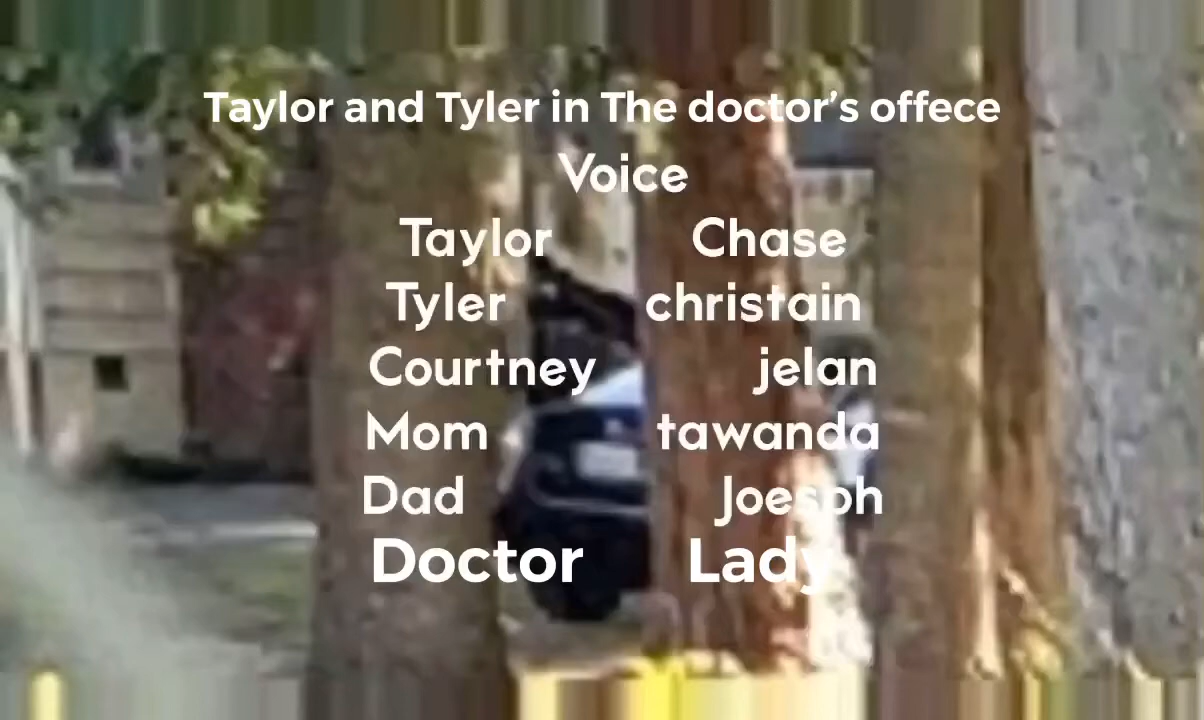 Taylor and Tyler in The doctor's offece
Voice
Taylor Chase
Tyler christain
Courtney jelan
Mom tawanda
Dad Joesph
Doctor Lady